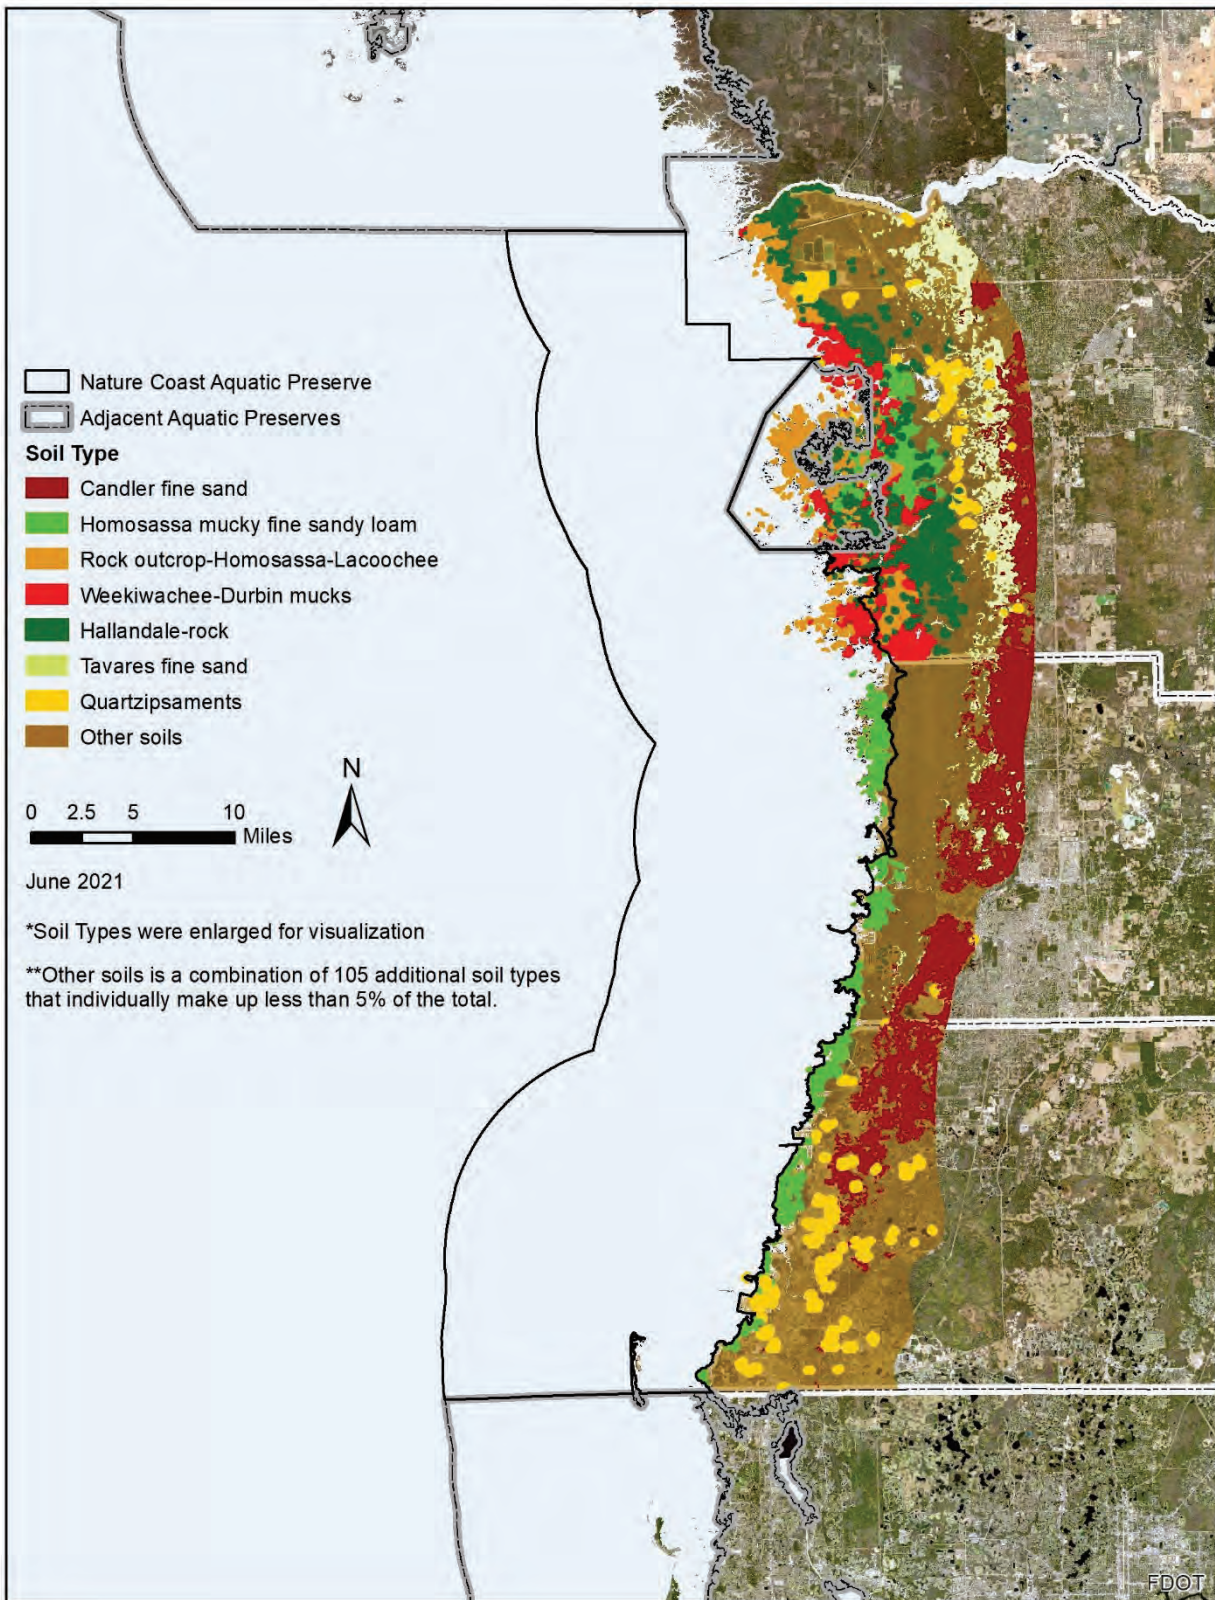 Nature Coast Aquatic Preserve
Adjacent Aquatic Preserves
Soil Type
Candler fine sand
Homosassa mucky fine sandy loam
Rock outcrop-Homosassa-Lacoochee
Weekiwachee-Durbin mucks
Hallandale-rock
Tavares fine sand
Quartzipsaments
Other soils
N
0 2.5 5 10
Miles
June 2021
*Soil Types were enlarged for visualization
**Other soils is a combination of 105 additional soil types
that individually make up less than 5% of the total.
FDOT